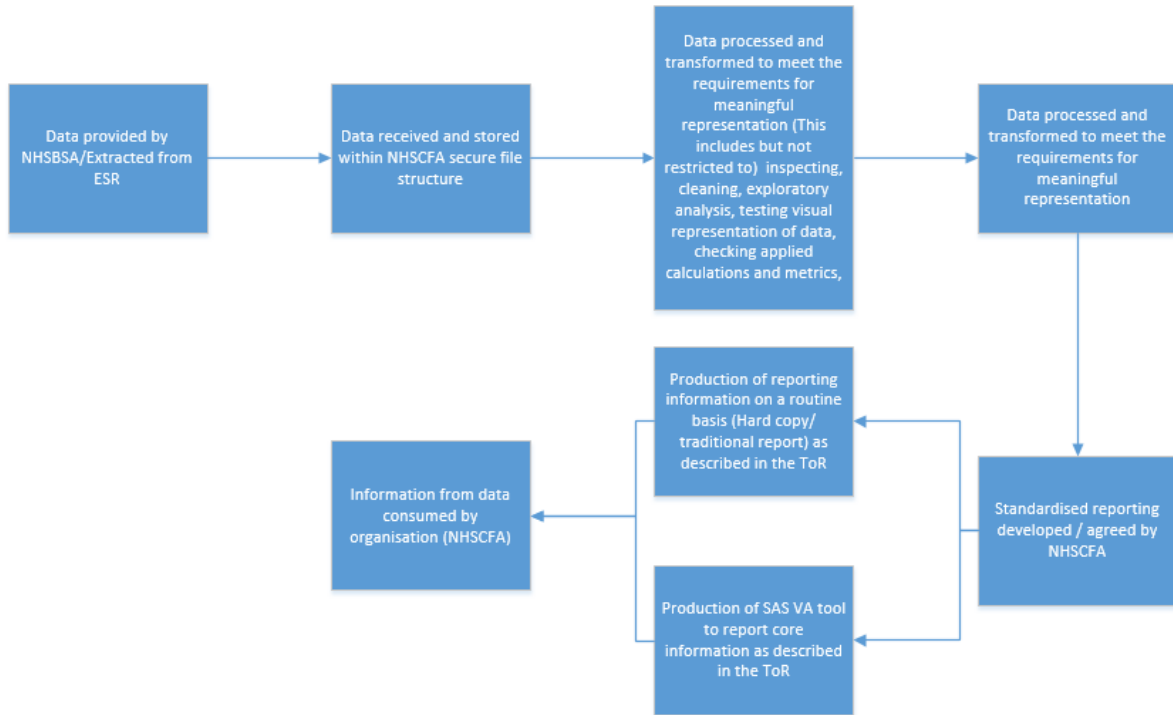 Data provided by
NHSBSA/Extracted from
ESR
Data received and stored
within NHSCFA secure file
structure
Data processed and
transformed to meet the
requirements for
meaningful
representation (This
includes but not
restricted to)  inspecting,
cleaning, exploratory
analysis, testing visual
representation of data,
checking applied
calculations and metrics,
Data processed and
transformed to meet the
requirements for
meaningful
representation
Standardised reporting
developed / agreed by
NHSCFA
Production of reporting
information on a routine
basis (Hard copy/
traditional report) as
described in the ToR
Production of SAS VA tool
to report core
information as described
in the ToR
Information from data
consumed by
organisation (NHSCFA)